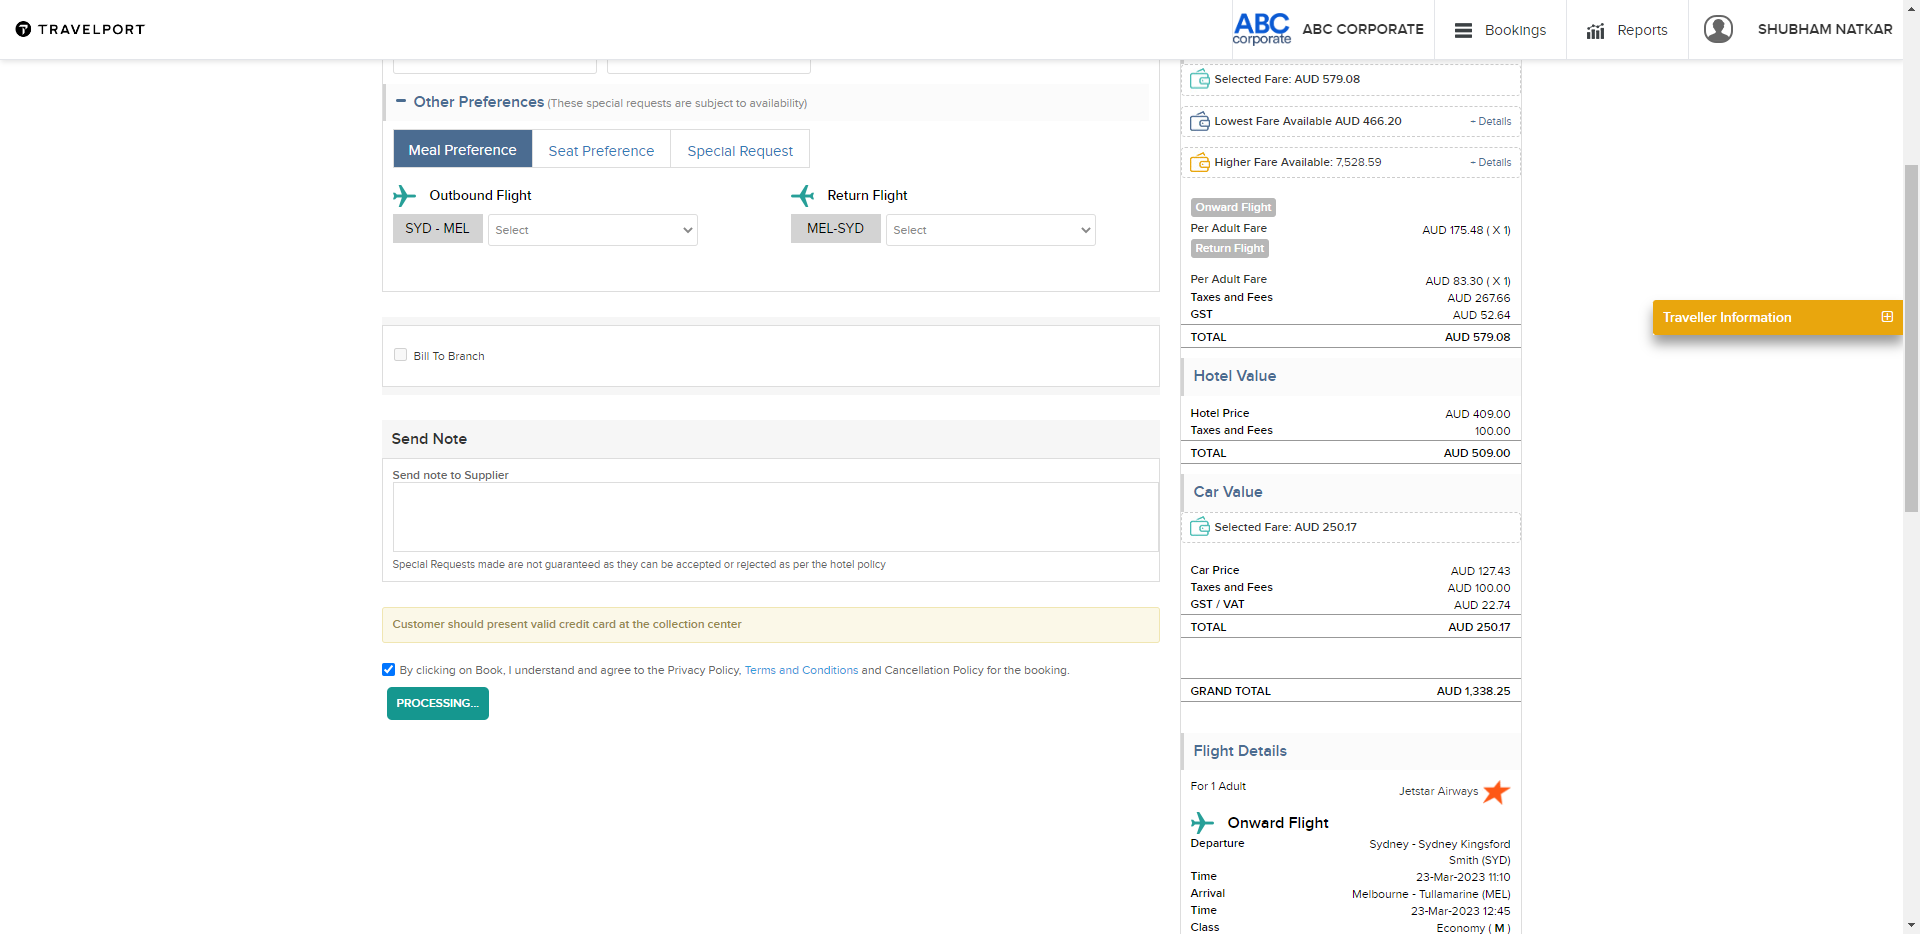 TRAVELPORT
ABC
corporate
ABC CORPORATE
Bookings
Reports
SHUBHAM NATKAR
Other Preferences (These special requests are subject to availability)
Meal Preference
Seat Preference
Special Request
Outbound Flight
Return Flight
SYD - MEL
Select
MEL-SYD
Select
Bill To Branch
Send Note
Send note to Supplier
Special Requests made are not guaranteed as they can be accepted or rejected as per the hotel policy
Customer should present valid credit card at the collection center
By clicking on Book, I understand and agree to the Privacy Policy, Terms and Conditions and Cancellation Policy for the booking.
PROCESSING...
Selected Fare: AUD 579.08
Lowest Fare Available AUD 466.20
+ Details
Higher Fare Available: 7,528.59
+ Details
Onward Flight
Per Adult Fare AUD 175.48 ( X 1)
Return Flight
Per Adult Fare AUD 83.30 ( X 1)
Taxes and Fees AUD 267.66
GST AUD 52.64
TOTAL AUD 579.08
Hotel Value
Hotel Price AUD 409.00
Taxes and Fees 100.00
TOTAL AUD 509.00
Car Value
Selected Fare: AUD 250.17
Car Price AUD 127.43
Taxes and Fees AUD 100.00
GST / VAT AUD 22.74
TOTAL AUD 250.17
GRAND TOTAL AUD 1,338.25
Flight Details
For 1 Adult
Jetstar Airways
Onward Flight
Departure Sydney - Sydney Kingsford
Smith (SYD)
Time 23-Mar-2023 11:10
Arrival Melbourne - Tullamarine (MEL)
Time 23-Mar-2023 12:45
Class Economy ( M )
Traveller Information